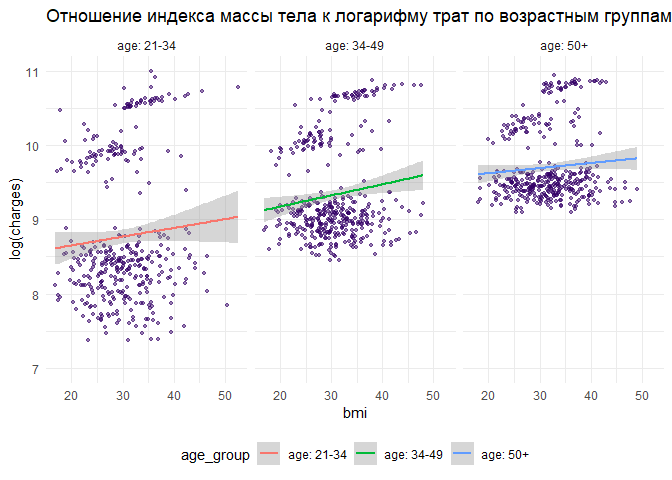 Отношение индекса массы тела к логарифму трат по возрастным группам
age: 21-34
age: 34-49
age: 50+
11
10
9
8
7
log(charges)
20 30 40 50
20 30 40 50
20 30 40 50
bmi
age_group age: 21-34 age: 34-49 age: 50+